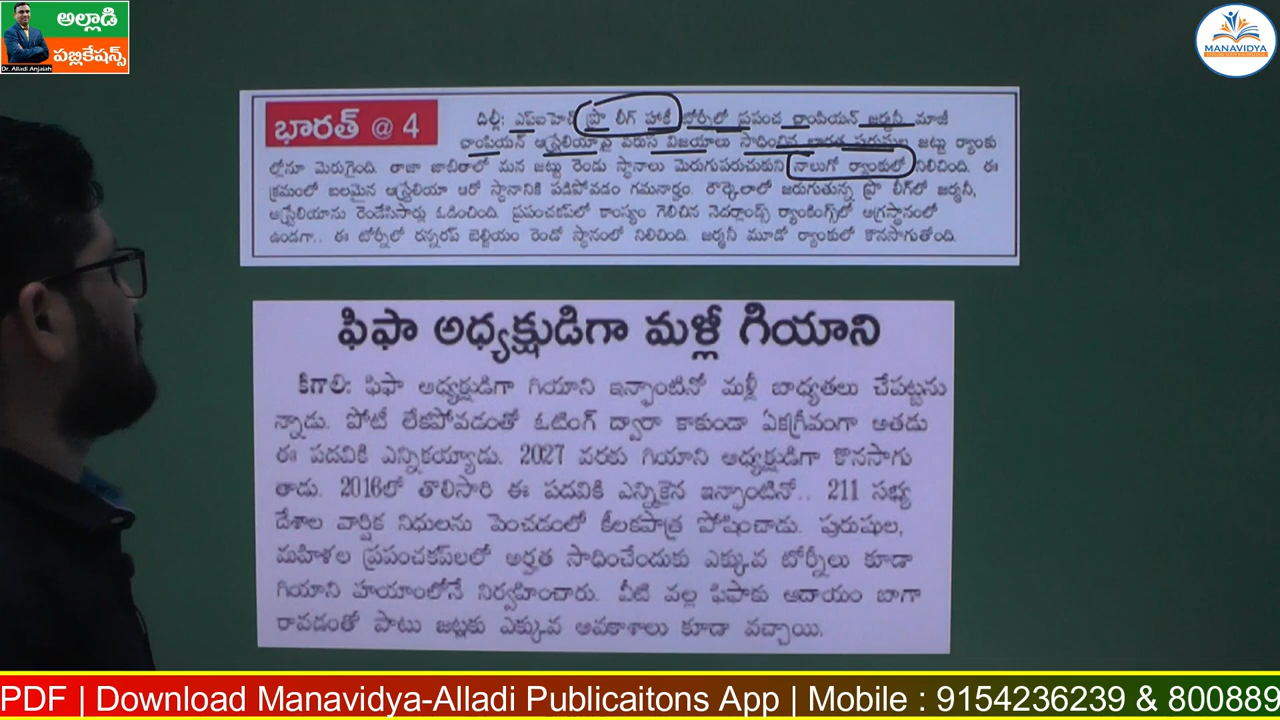 అల్లాడి
పబ్లికేషన్స్
Dr. Alladi Anjaiah
MANAVIDYA
భారత్ @ 4
దిల్లీ: ఎఫ్ఐహెచ్ ప్రొ లీగ్ హాకీ టోర్నీలో ప్రపంచ ఛాంపియన్ జర్మనీ మాజీ
ఛాంపియన్ ఆస్ట్రేలియాపై వరుస విజయాలు సాధించిన భారత పురుషుల జట్టు ర్యాంకు
ల్లోనూ మెరుగైంది. తాజా జాబితాలో మన జట్టు రెండు స్థానాలు మెరుగుపరుచుకుని నాలుగో ర్యాంకులో నిలిచింది. ఈ
క్రమంలో బలమైన ఆస్ట్రేలియా ఆరో స్థానానికి పడిపోవడం గమనార్హం. రౌర్కెలాలో జరుగుతున్న ప్రొ లీగ్‌లో జర్మనీ,
ఆస్ట్రేలియాను రెండేసిసార్లు ఓడించింది. ప్రపంచకప్‌లో కాంస్యం గెలిచిన నెదర్లాండ్స్ ర్యాంకింగ్స్‌లో అగ్రస్థానంలో
ఉండగా.. ఈ టోర్నీలో రన్నరప్ బెల్జియం రెండో స్థానంలో నిలిచింది. జర్మనీ మూడో ర్యాంకులో కొనసాగుతోంది.
ఫిఫా అధ్యక్షుడిగా మళ్లీ గియాని
కీగాలి: ఫిఫా అధ్యక్షుడిగా గియాని ఇన్ఫాంటినో మళ్లీ బాధ్యతలు చేపట్టను
న్నాడు. పోటీ లేకపోవడంతో ఓటింగ్ ద్వారా కాకుండా ఏకగ్రీవంగా అతడు
ఈ పదవికి ఎన్నికయ్యాడు. 2027 వరకు గియాని అధ్యక్షుడిగా కొనసాగు
తాడు. 2016లో తొలిసారి ఈ పదవికి ఎన్నికైన ఇన్ఫాంటినో.. 211 సభ్య
దేశాల వార్షిక నిధులను పెంచడంలో కీలకపాత్ర పోషించాడు. పురుషుల,
మహిళల ప్రపంచకప్‌లలో అర్హత సాధించేందుకు ఎక్కువ టోర్నీలు కూడా
గియాని హయాంలోనే నిర్వహించారు. వీటి వల్ల ఫిఫాకు ఆదాయం బాగా
రావడంతో పాటు జట్లకు ఎక్కువ అవకాశాలు కూడా వచ్చాయి.
PDF | Download Manavidya-Alladi Publicaitons App | Mobile : 9154236239 & 800889